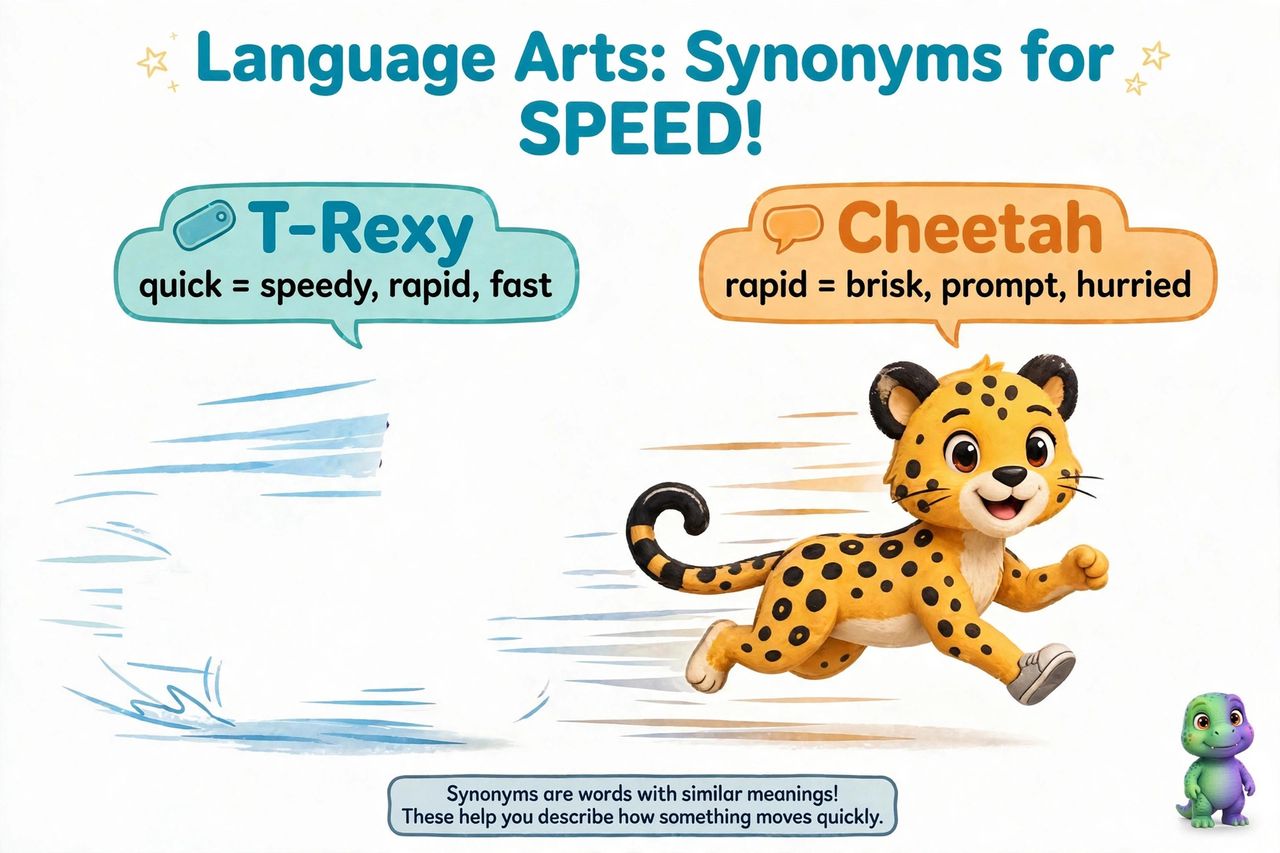 Language Arts: Synonyms for
SPEED!
T-Rexy
quick = speedy, rapid, fast
Cheetah
rapid = brisk, prompt, hurried
Synonyms are words with similar meanings!
These help you describe how something moves quickly.